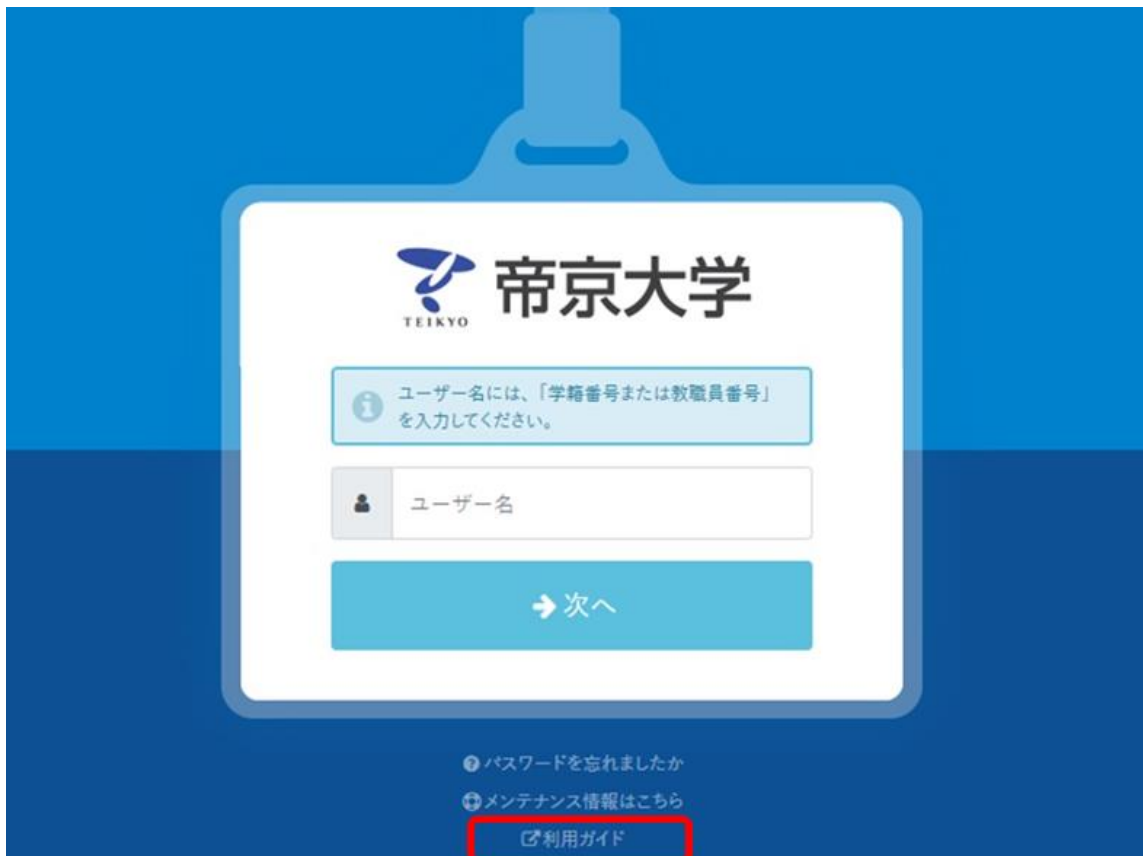 帝京大学
TEIKYO
ユーザー名には、「学籍番号または教職員番号」
を入力してください。
ユーザー名
次へ
パスワードを忘れましたか
メンテナンス情報はこちら
利用ガイド